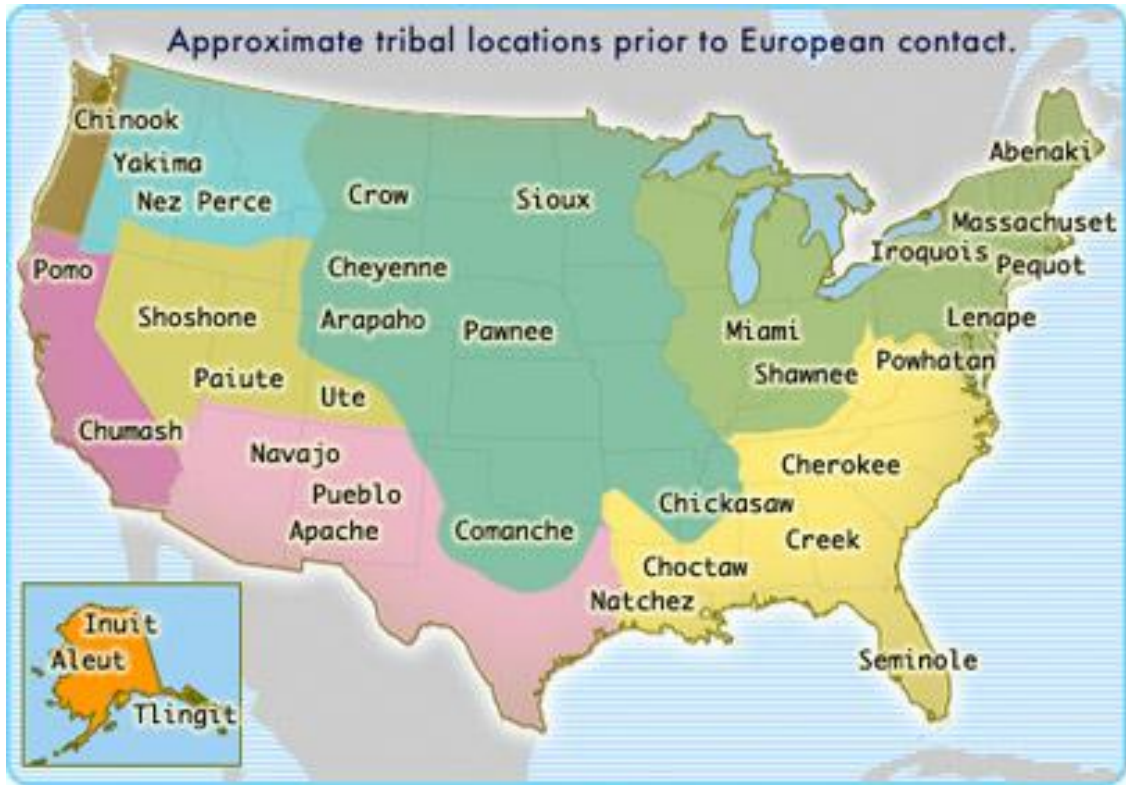 Approximate tribal locations prior to European contact.
Chinook
Abenaki
Yakima
Nez Perce
Crow
Sioux
Massachuset
Iroquois
Pequot
Pomo
Cheyenne
Shoshone
Arapaho
Pawnee
Miami
Lenape
Powhatan
Shawnee
Paiute
Ute
Chumash
Navajo
Cherokee
Pueblo
Chickasaw
Apache
Comanche
Creek
Choctaw
Natchez
Inuit
Aleut
Seminole
Tlingit